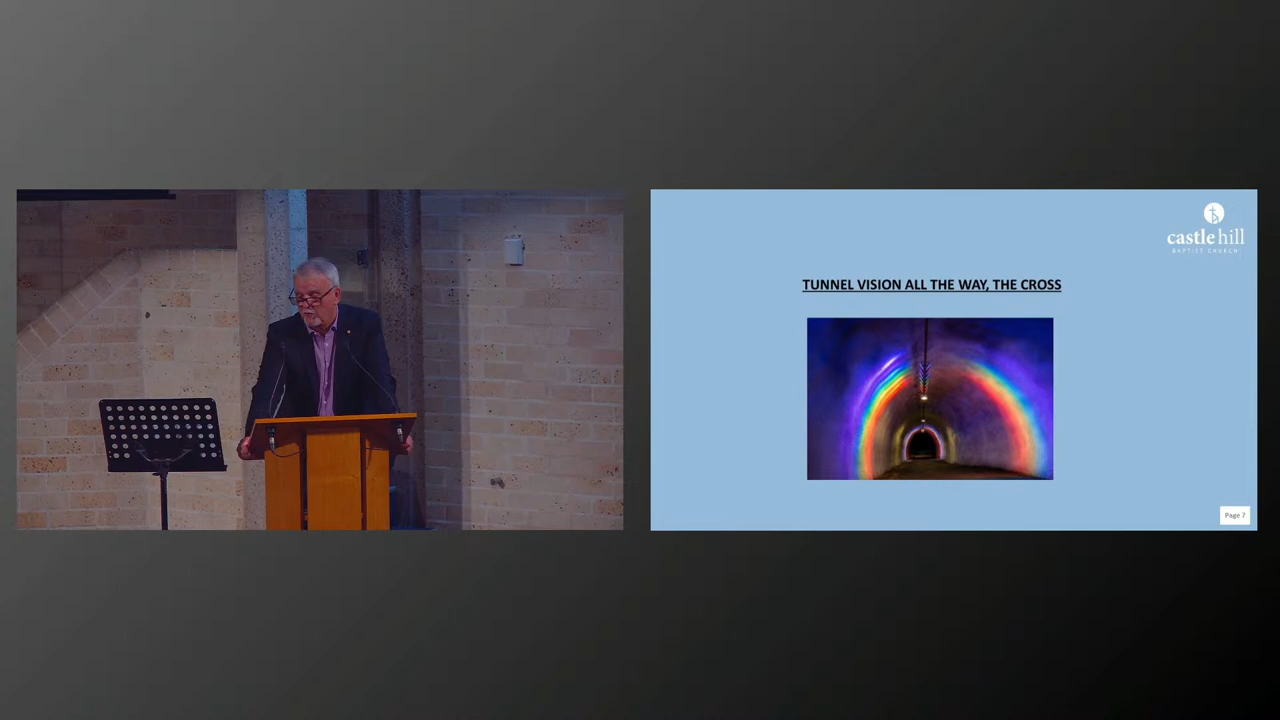 castle hill
BAPTIST CHURCH
TUNNEL VISION ALL THE WAY, THE CROSS
Page 7